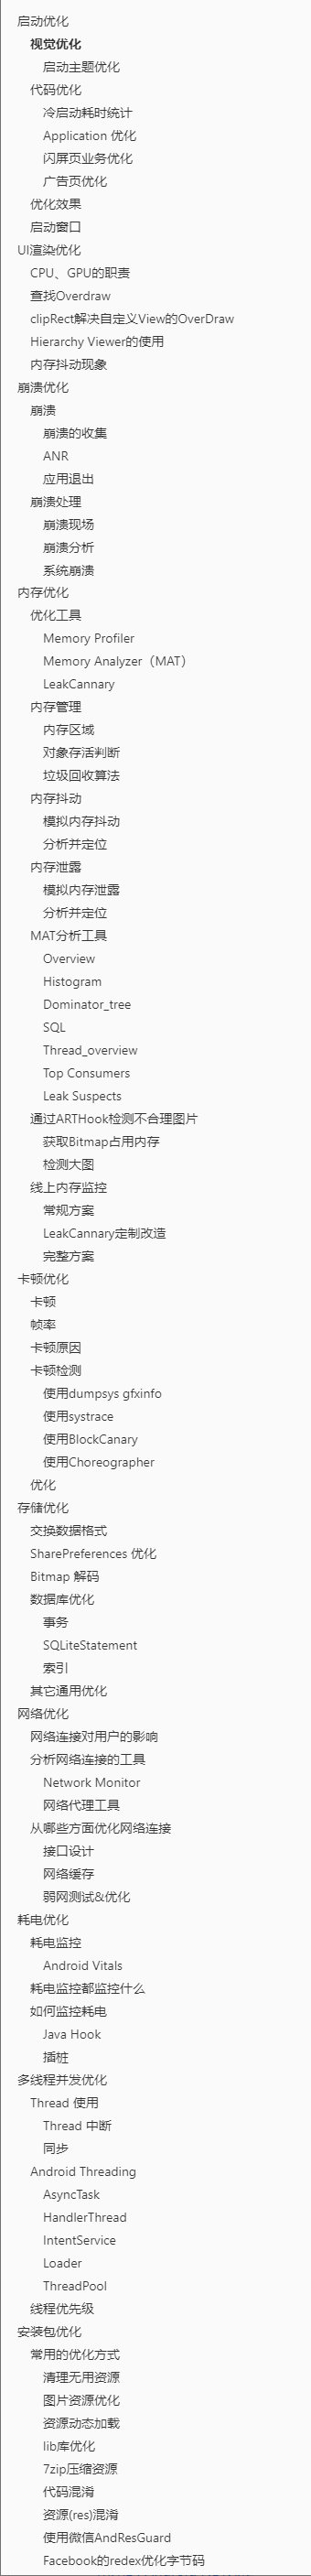 启动优化
视觉优化
启动主题优化
代码优化
冷启动耗时统计
Application 优化
闪屏页业务优化
广告页优化
优化效果
启动窗口
UI渲染优化
CPU、GPU的职责
查找Overdraw
clipRect解决自定义View的OverDraw
Hierarchy Viewer的使用
内存抖动现象
崩溃优化
崩溃
崩溃的收集
ANR
应用退出
崩溃处理
崩溃现场
崩溃分析
系统崩溃
内存优化
优化工具
Memory Profiler
Memory Analyzer（MAT）
LeakCannary
内存管理
内存区域
对象存活判断
垃圾回收算法
内存抖动
模拟内存抖动
分析并定位
内存泄露
模拟内存泄露
分析并定位
MAT分析工具
Overview
Histogram
Dominator_tree
SQL
Thread_overview
Top Consumers
Leak Suspects
通过ARTHook检测不合理图片
获取Bitmap占用内存
检测大图
线上内存监控
常规方案
LeakCannary定制改造
完整方案
卡顿优化
卡顿
帧率
卡顿原因
卡顿检测
使用dumpsys gfxinfo
使用systrace
使用BlockCanary
使用Choreographer
优化
存储优化
交换数据格式
SharePreferences 优化
Bitmap 解码
数据库优化
事务
SQLiteStatement
索引
其它通用优化
网络优化
网络连接对用户的影响
分析网络连接的工具
Network Monitor
网络代理工具
从哪些方面优化网络连接
接口设计
网络缓存
弱网测试&优化
耗电优化
耗电监控
Android Vitals
耗电监控都监控什么
如何监控耗电
Java Hook
插桩
多线程并发优化
Thread 使用
Thread 中断
同步
Android Threading
AsyncTask
HandlerThread
IntentService
Loader
ThreadPool
线程优先级
安装包优化
常用的优化方式
清理无用资源
图片资源优化
资源动态加载
lib库优化
7zip压缩资源
代码混淆
资源(res)混淆
使用微信AndResGuard
Facebook的redex优化字节码